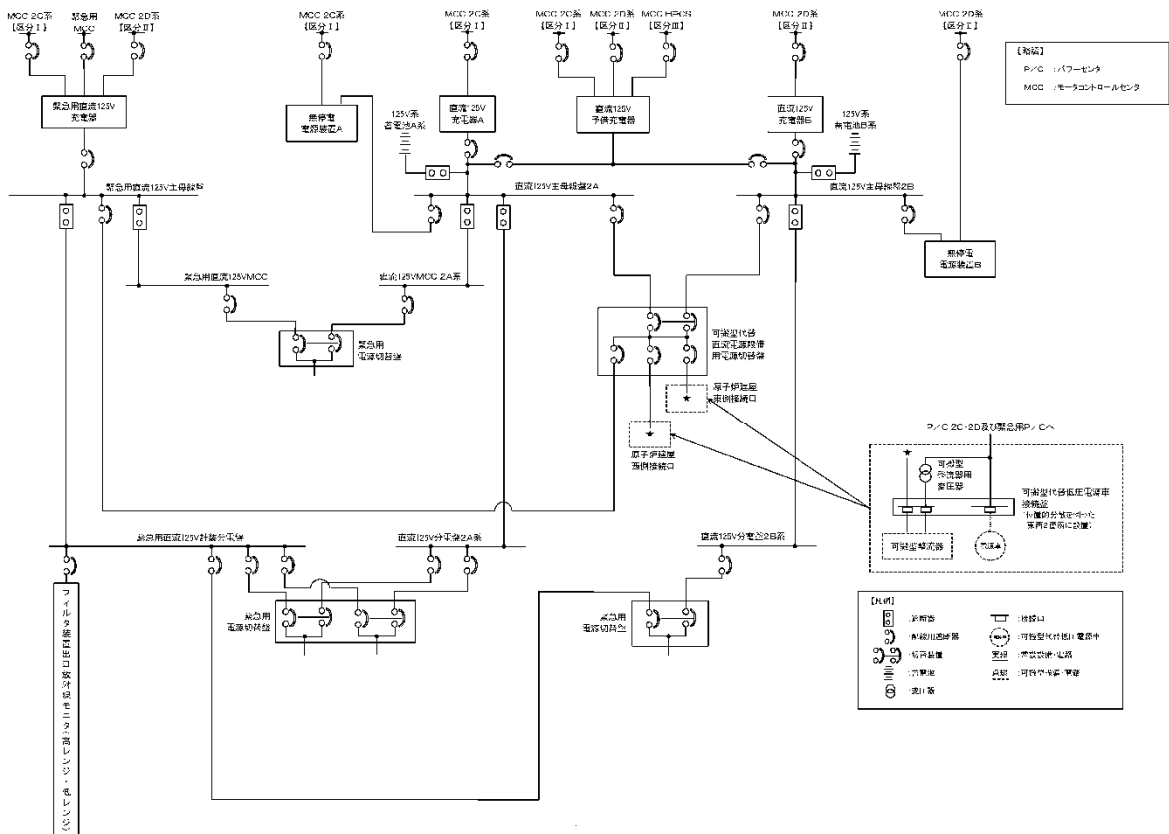 MCC 2C系
【区分Ⅰ】
緊急用
MCC
MCC 2D系
【区分Ⅱ】
MCC 2C系
【区分Ⅰ】
MCC 2C系
【区分Ⅰ】
MCC 2C系
【区分Ⅰ】
MCC 2D系
【区分Ⅱ】
MCC HPCS
【区分Ⅲ】
MCC 2D系
【区分Ⅱ】
MCC 2D系
【区分Ⅱ】
【略語】
P/C :パワーセンタ
MCC :モータコントロールセンタ
緊急用直流125V
充電器
無停電
電源装置A
125V系
蓄電池A系
直流125V
充電器A
直流125V
予備充電器
直流125V
充電器B
125V系
蓄電池B系
緊急用直流125V主母線盤
直流125V主母線盤2A
直流125V主母線盤2B
無停電
電源装置B
緊急用直流125VMCC
直流125VMCC 2A系
緊急用
電源切替盤
可搬型代替
直流電源設備
用電源切替盤
原子炉建屋
東側接続口
原子炉建屋
西側接続口
P/C 2C・2D及び緊急用P/Cへ
可搬型
整流器用
変圧器
可搬型代替低圧電源車
接続盤
(位置的分散を図った
東西2箇所に設置)
可搬型整流器
電源車
緊急用直流125V計装分電盤
直流125V分電盤2A系
直流125V分電盤2B系
緊急用
電源切替盤
緊急用
電源切替盤
フィルタ装置出口放射線モニタ(高レンジ・低レンジ)
【凡例】
:遮断器
:配線用遮断器
:切替装置
:蓄電池
:変圧器
:接続口
:可搬型代替低圧電源車
実線 :常設設備・電路
点線 :可搬型設備・電路